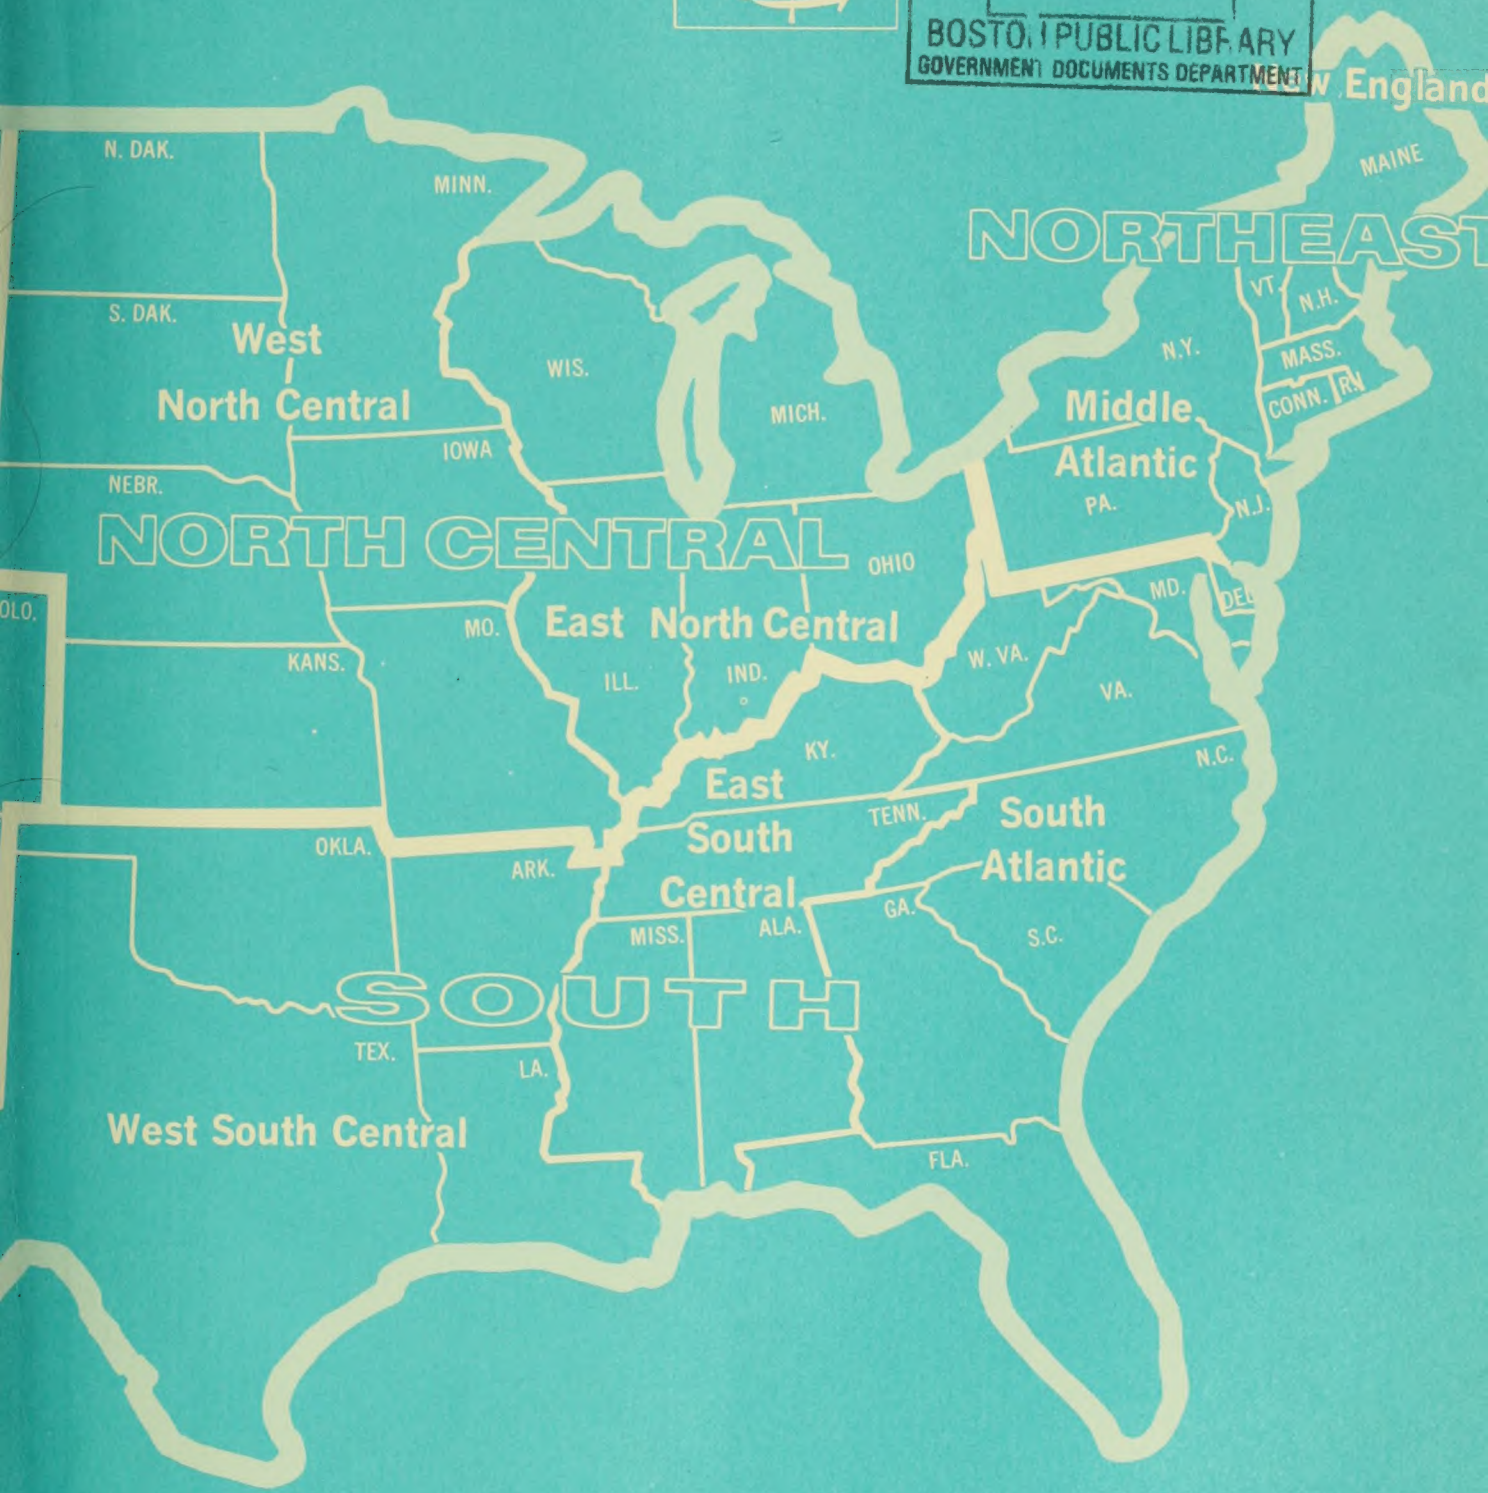 BOSTON PUBLIC LIBRARY
GOVERNMENT DOCUMENTS DEPARTMENT
New England
MAINE
N. DAK.
MINN.
NORTHEAST
VT.
N.H.
S. DAK.
West
North Central
WIS.
MICH.
N.Y.
MASS.
CONN.
R.I.
Middle
Atlantic
PA.
N.J.
IOWA
NEBR.
NORTH CENTRAL
OHIO
MD.
DEL.
OLO.
MO.
East North Central
KANS.
ILL.
IND.
W. VA.
VA.
KY.
N.C.
East
South
Central
TENN.
South
Atlantic
OKLA.
ARK.
GA.
MISS.
ALA.
S.C.
SOUTH
TEX.
LA.
West South Central
FLA.